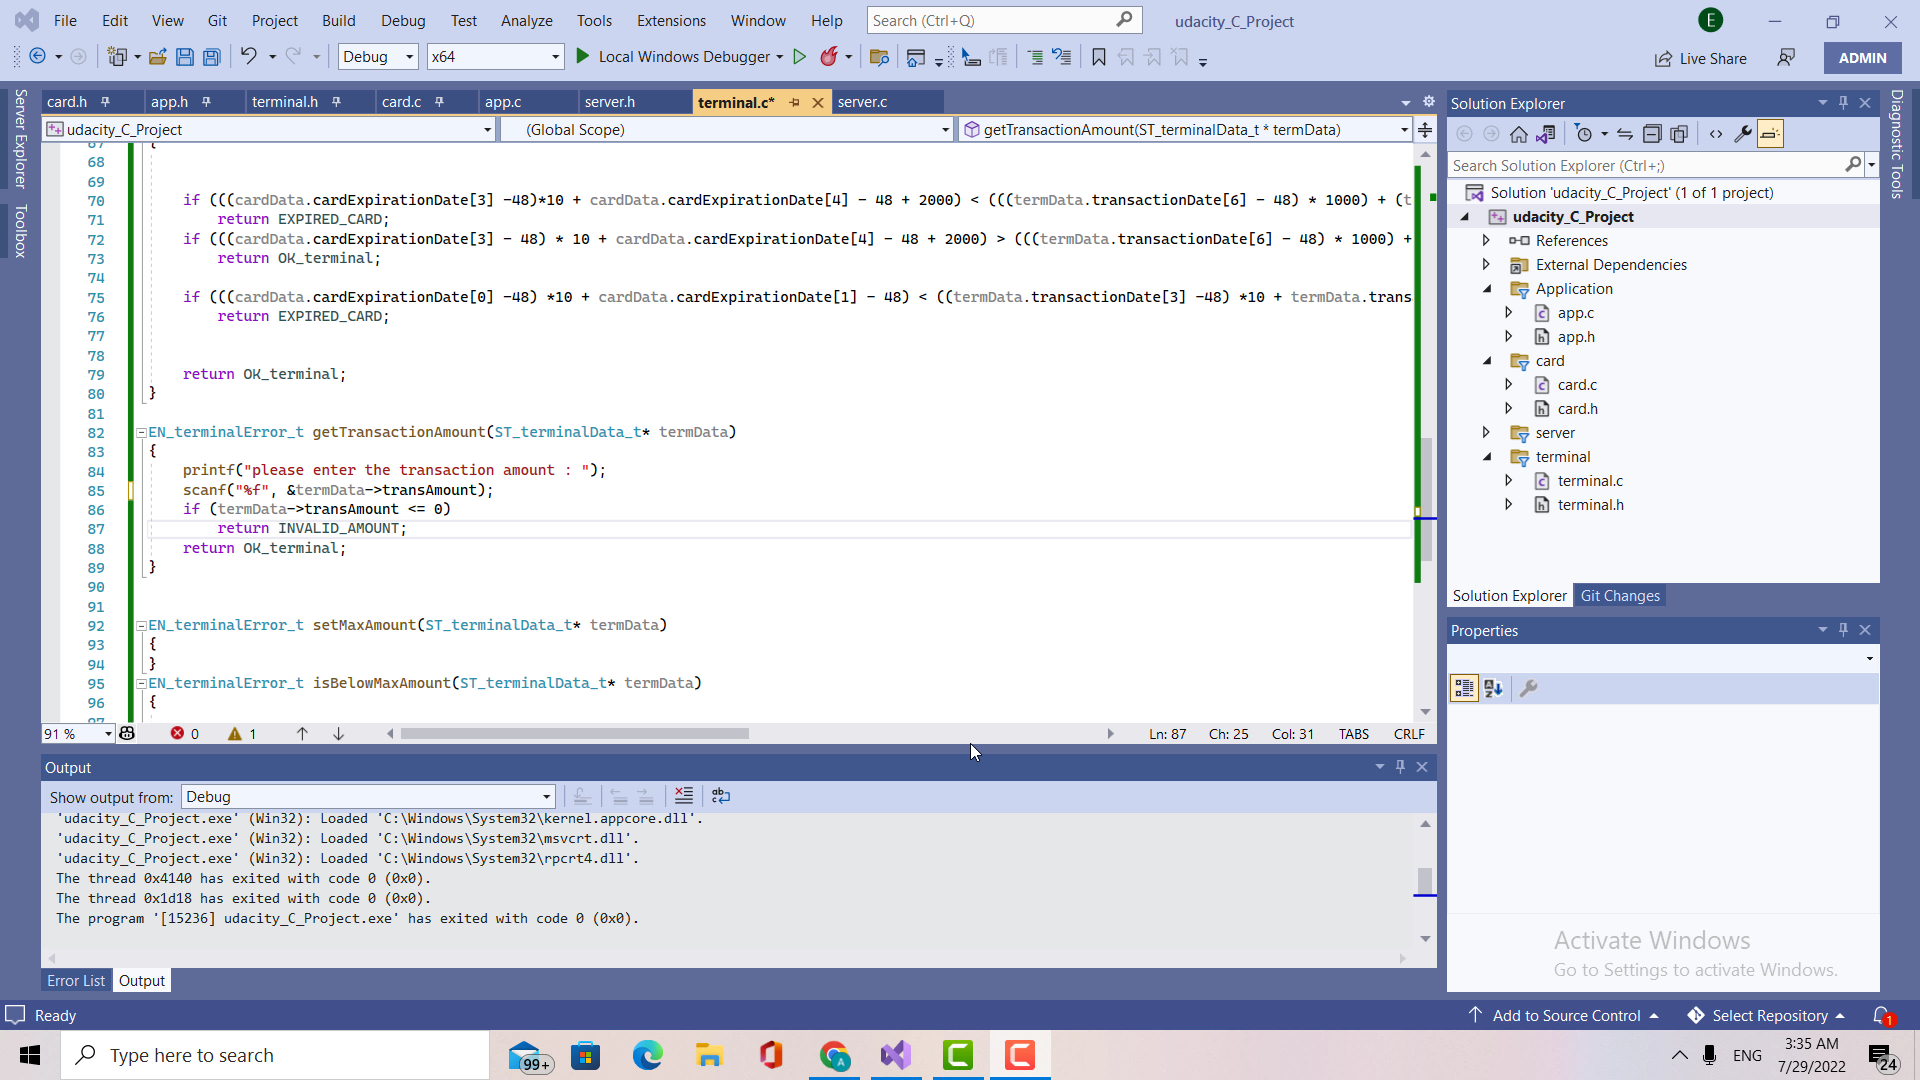 File Edit View Git Project Build Debug Test Analyze Tools Extensions Window Help Search (Ctrl+Q) udacity_C_Project E
Debug x64 Local Windows Debugger Live Share ADMIN
Server Explorer
Toolbox
card.h app.h terminal.h card.c app.c server.h terminal.c* server.c
udacity_C_Project (Global Scope) getTransactionAmount(ST_terminalData_t * termData)
68
69
70 if (((cardData.cardExpirationDate[3] -48)*10 + cardData.cardExpirationDate[4] - 48 + 2000) < (((termData.transactionDate[6] - 48) * 1000) + (t
71 return EXPIRED_CARD;
72 if (((cardData.cardExpirationDate[3] - 48) * 10 + cardData.cardExpirationDate[4] - 48 + 2000) > (((termData.transactionDate[6] - 48) * 1000) +
73 return OK_terminal;
74
75 if (((cardData.cardExpirationDate[0] -48) *10 + cardData.cardExpirationDate[1] - 48) < ((termData.transactionDate[3] -48) *10 + termData.trans
76 return EXPIRED_CARD;
77
78
79 return OK_terminal;
80 }
81
82 EN_terminalError_t getTransactionAmount(ST_terminalData_t* termData)
83 {
84 printf("please enter the transaction amount : ");
85 scanf("%f", &termData->transAmount);
86 if (termData->transAmount <= 0)
87 return INVALID_AMOUNT;
88 return OK_terminal;
89 }
90
91
92 EN_terminalError_t setMaxAmount(ST_terminalData_t* termData)
93 {
94 }
95 EN_terminalError_t isBelowMaxAmount(ST_terminalData_t* termData)
96 {
91 % 0 1 Ln: 87 Ch: 25 Col: 31 TABS CRLF
Output
Show output from: Debug
'udacity_C_Project.exe' (Win32): Loaded 'C:\Windows\System32\kernel.appcore.dll'.
'udacity_C_Project.exe' (Win32): Loaded 'C:\Windows\System32\msvcrt.dll'.
'udacity_C_Project.exe' (Win32): Loaded 'C:\Windows\System32\rpcrt4.dll'.
The thread 0x4140 has exited with code 0 (0x0).
The thread 0x1d18 has exited with code 0 (0x0).
The program '[15236] udacity_C_Project.exe' has exited with code 0 (0x0).
Error List Output
Solution Explorer
Search Solution Explorer (Ctrl+;)
Solution 'udacity_C_Project' (1 of 1 project)
udacity_C_Project
References
External Dependencies
Application
app.c
app.h
card
card.c
card.h
server
terminal
terminal.c
terminal.h
Solution Explorer Git Changes
Properties
Diagnostic Tools
Activate Windows
Go to Settings to activate Windows.
Ready Add to Source Control Select Repository 1
Type here to search 99+ A ENG 3:35 AM
7/29/2022 24